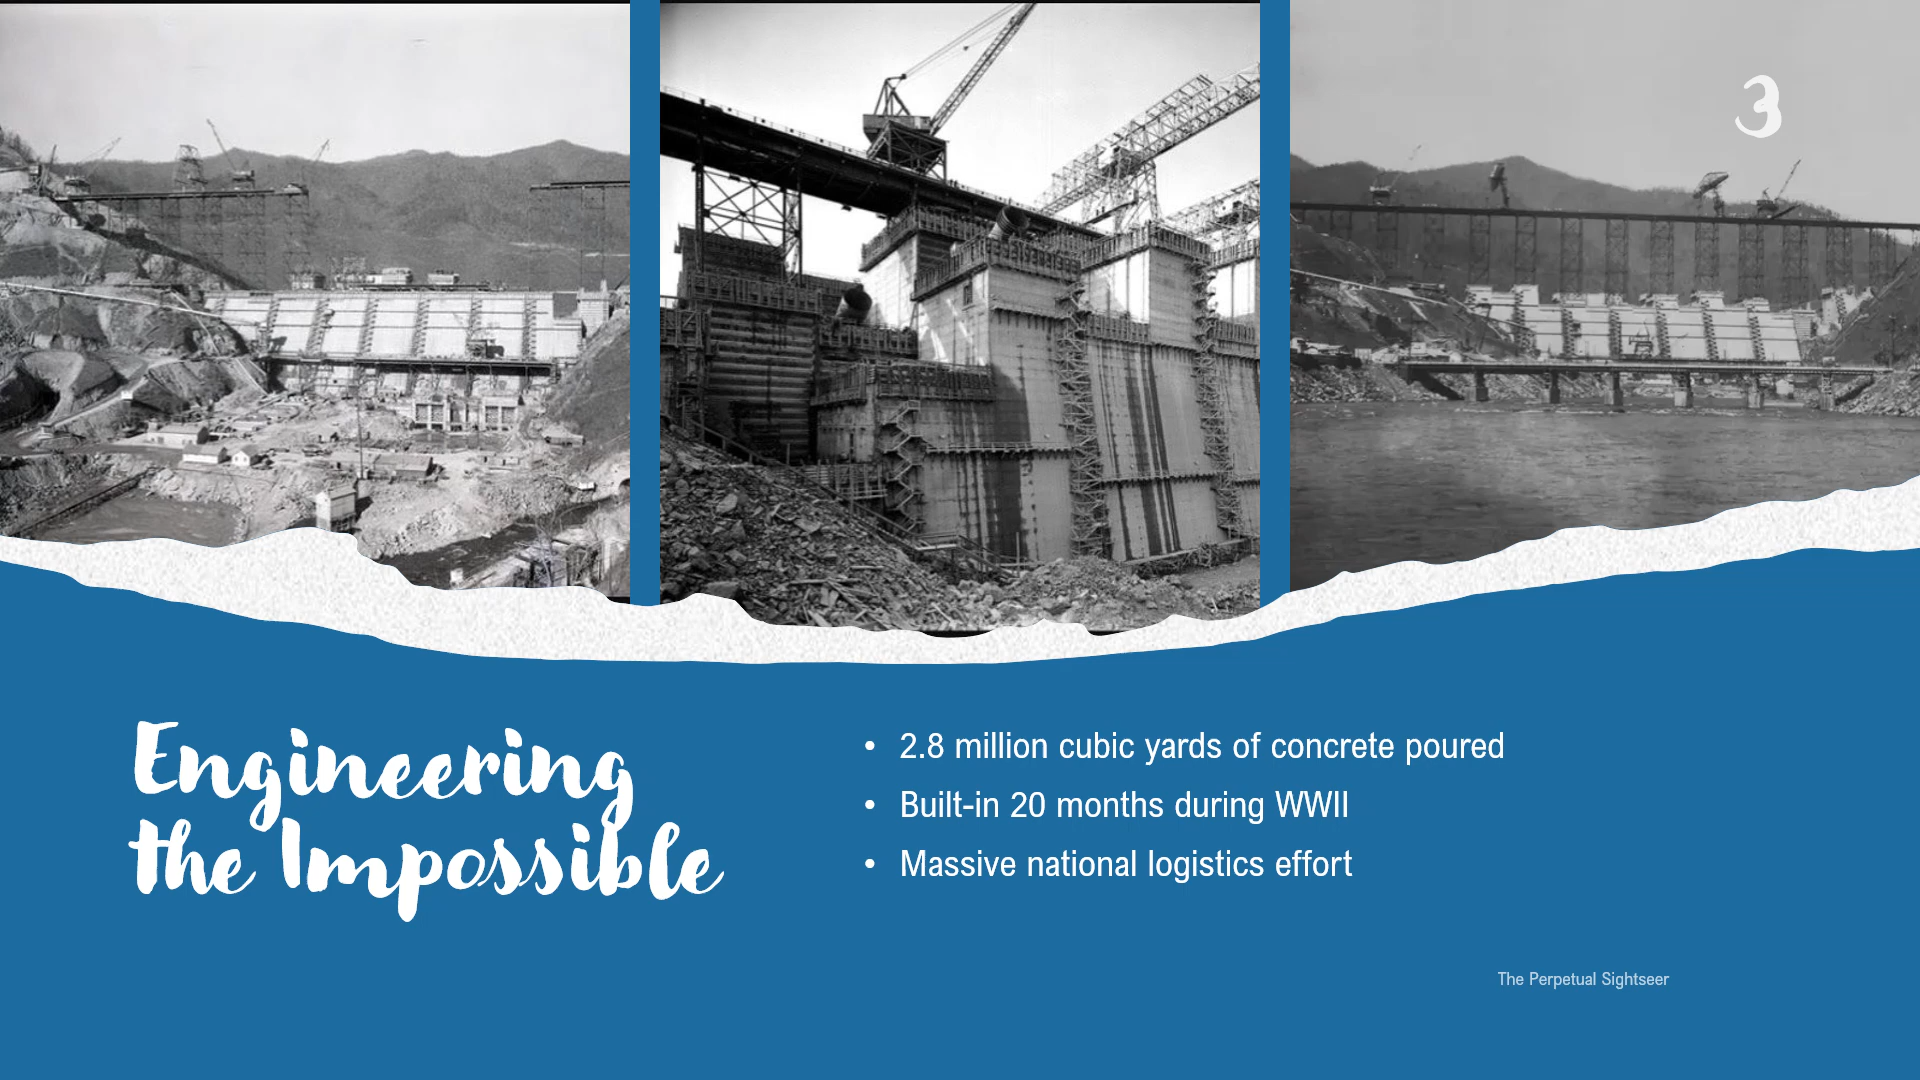 3
Engineering
the Impossible
• 2.8 million cubic yards of concrete poured
• Built-in 20 months during WWII
• Massive national logistics effort
The Perpetual Sightseer